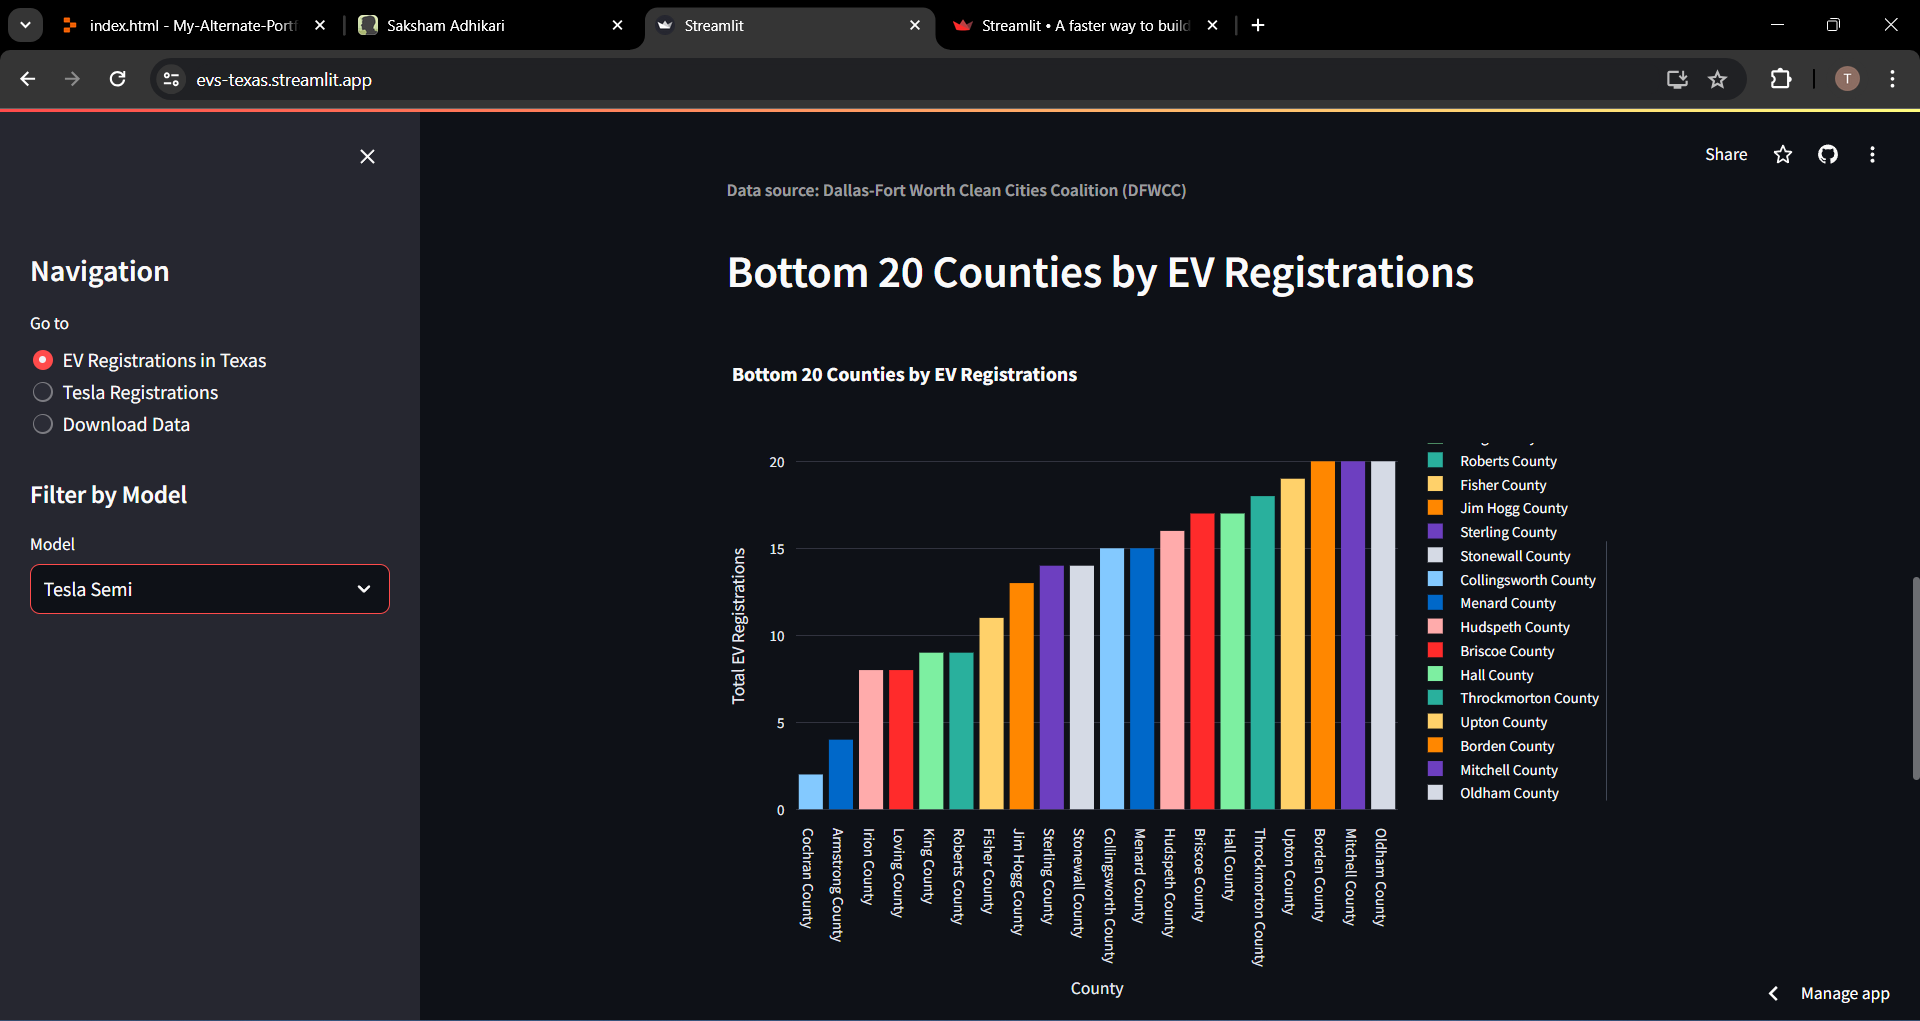 index.html - My-Alternate-Portf
Saksham Adhikari
Streamlit
Streamlit • A faster way to build
evs-texas.streamlit.app
T
Share
Navigation
Go to
EV Registrations in Texas
Tesla Registrations
Download Data
Filter by Model
Model
Tesla Semi
Data source: Dallas-Fort Worth Clean Cities Coalition (DFWCC)
Bottom 20 Counties by EV Registrations
Bottom 20 Counties by EV Registrations
Total EV Registrations
20
15
10
5
0
Cochran County
Armstrong County
Irion County
Loving County
King County
Roberts County
Fisher County
Jim Hogg County
Sterling County
Stonewall County
Collingsworth County
Menard County
Hudspeth County
Briscoe County
Hall County
Throckmorton County
Upton County
Borden County
Mitchell County
Oldham County
County
Roberts County
Fisher County
Jim Hogg County
Sterling County
Stonewall County
Collingsworth County
Menard County
Hudspeth County
Briscoe County
Hall County
Throckmorton County
Upton County
Borden County
Mitchell County
Oldham County
Manage app